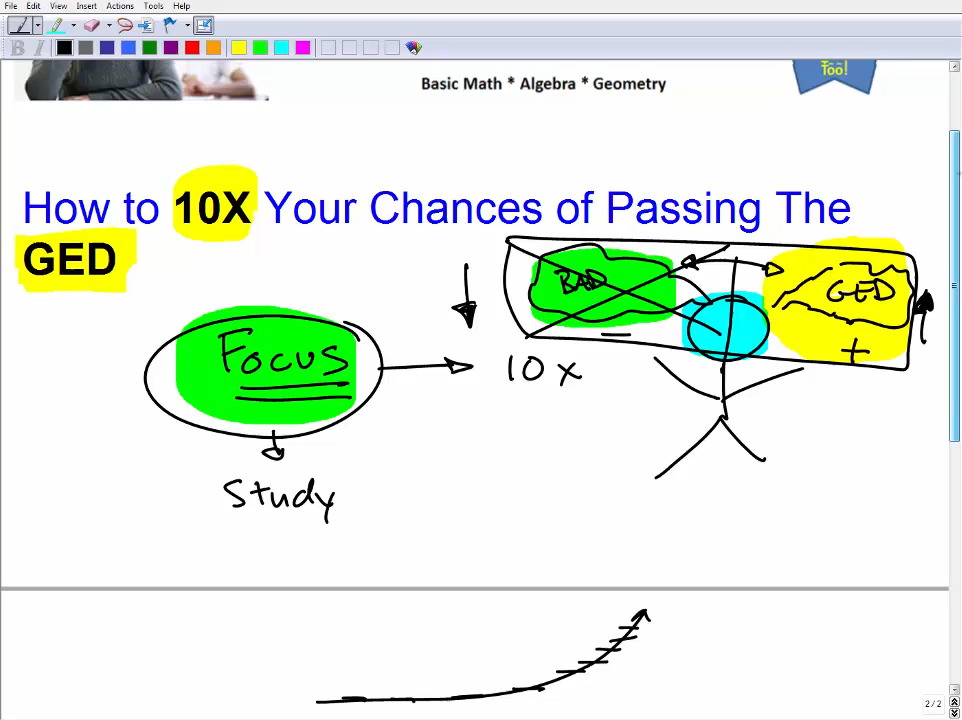 File Edit View Insert Actions Tools Help
B I
Too!
Basic Math * Algebra * Geometry
How to 10X Your Chances of Passing The
GED
BAD
GED
Focus
10x
Study
2 / 2